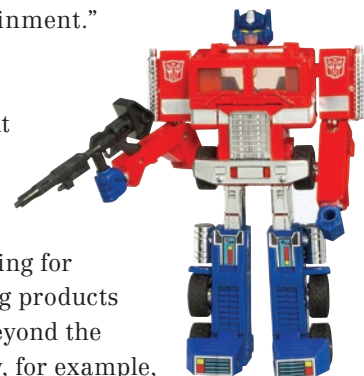 inment.”
t
ing for
g products
eyond the
, for example,